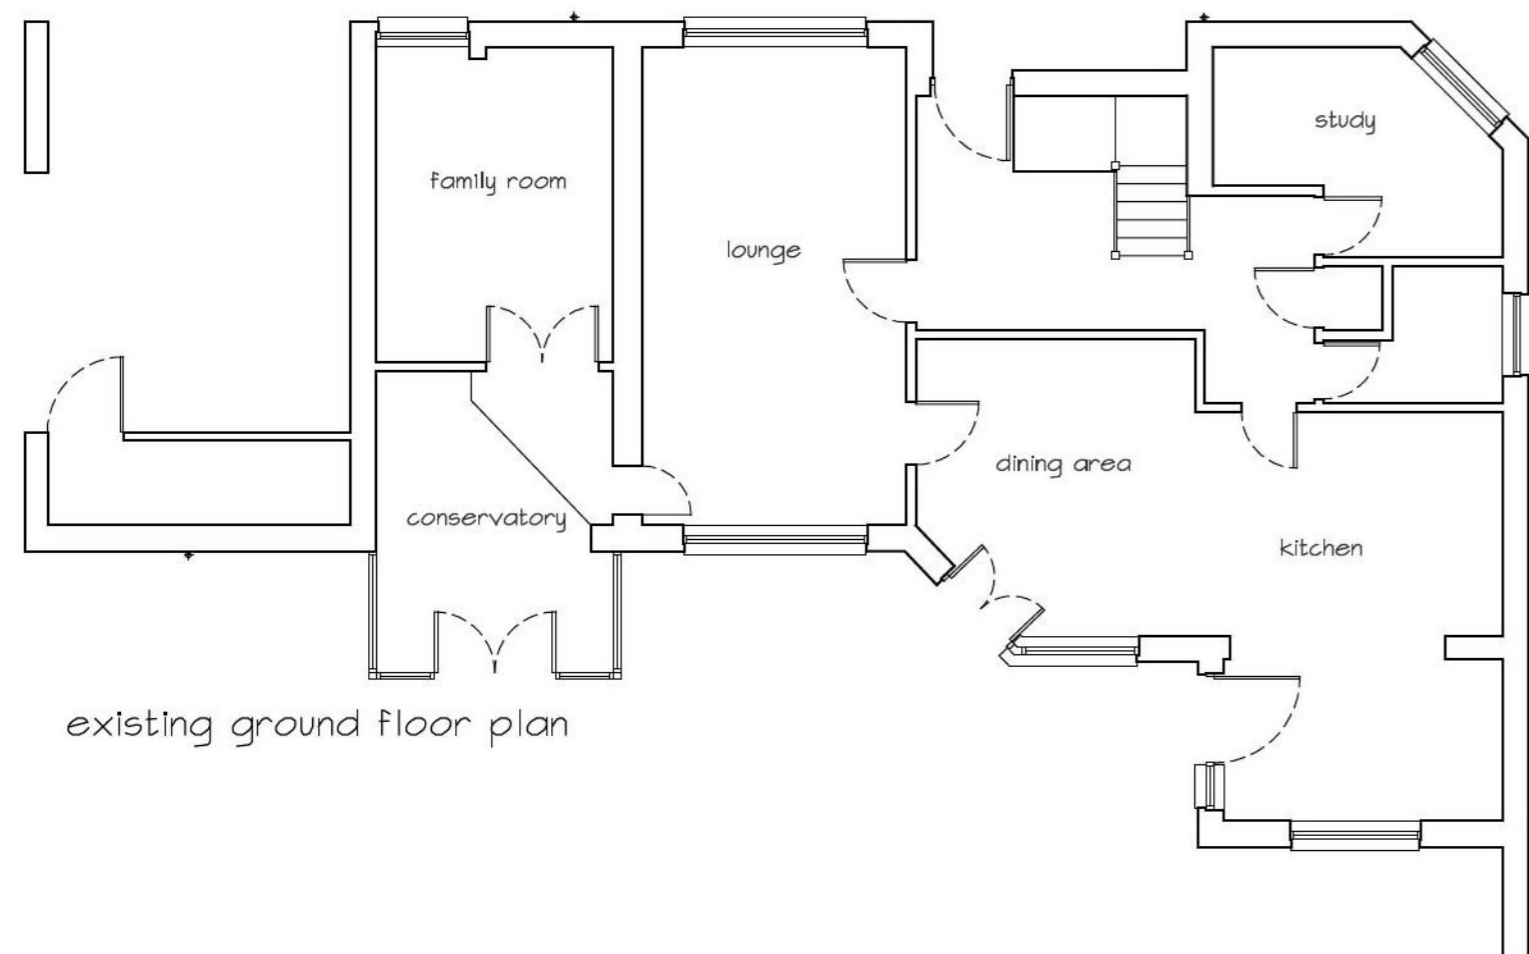 study
family room
lounge
dining area
conservatory
kitchen
existing ground floor plan